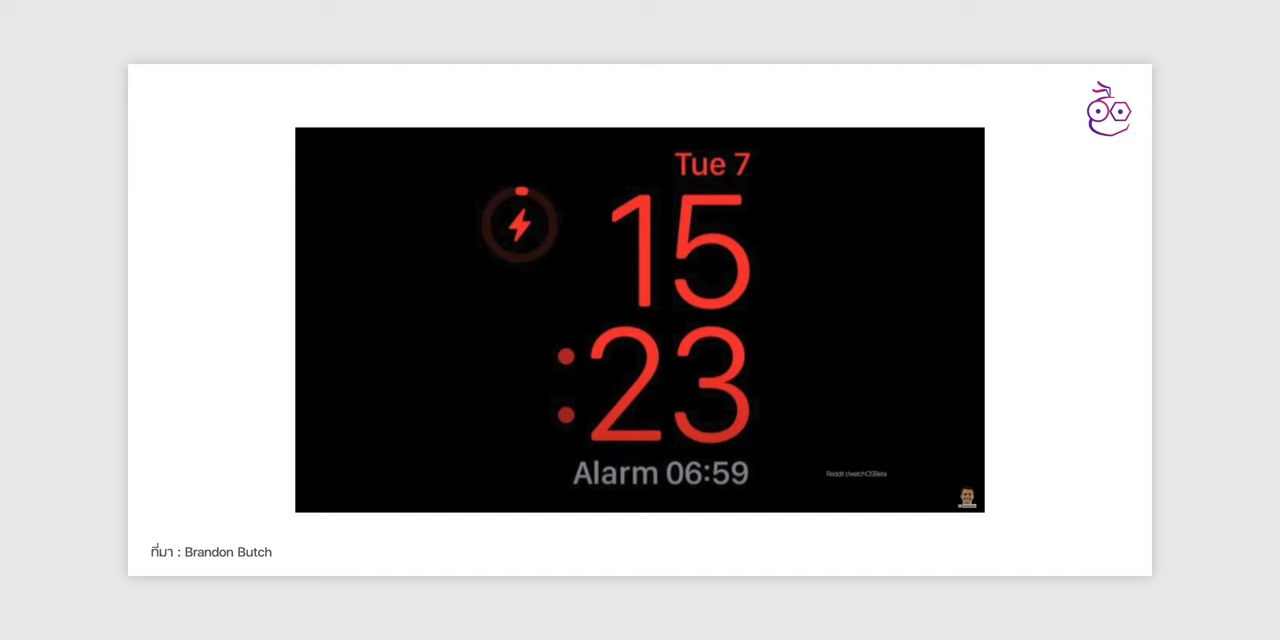 Tue 7
15
:23
Alarm 06:59
Reddit r/watchOSBeta
ที่มา : Brandon Butch